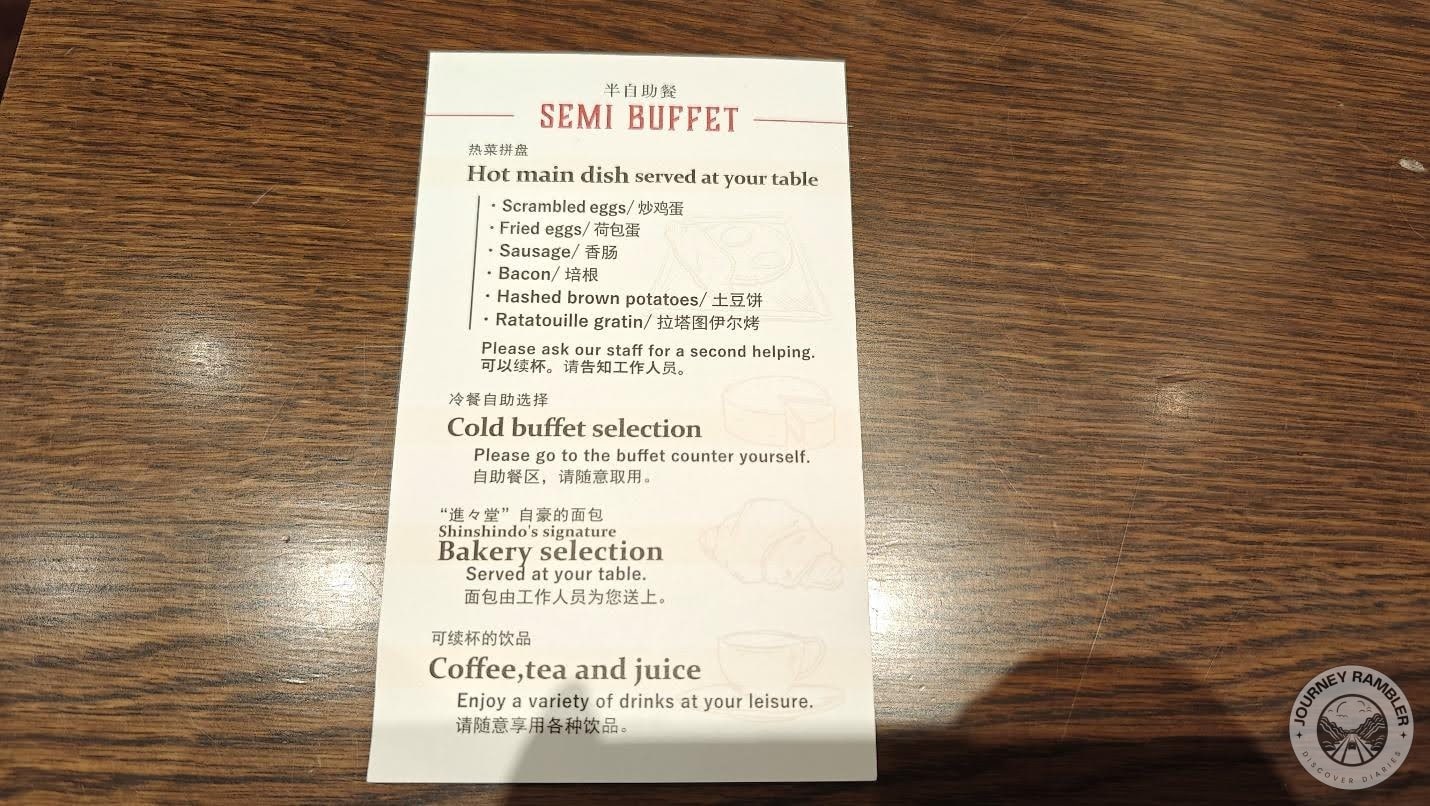 半自助餐
SEMI BUFFET
热菜拼盘
Hot main dish served at your table
・Scrambled eggs/ 炒鸡蛋
・Fried eggs/ 荷包蛋
・Sausage/ 香肠
・Bacon/ 培根
・Hashed brown potatoes/ 土豆饼
・Ratatouille gratin/ 拉塔图伊尔烤
Please ask our staff for a second helping.
可以续杯。请告知工作人员。
冷餐自助选择
Cold buffet selection
Please go to the buffet counter yourself.
自助餐区，请随意取用。
“進々堂”自豪的面包
Shinshindo's signature
Bakery selection
Served at your table.
面包由工作人员为您送上。
可续杯的饮品
Coffee,tea and juice
Enjoy a variety of drinks at your leisure.
请随意享用各种饮品。
JOURNEY RAMBLER
DISCOVER DIARIES